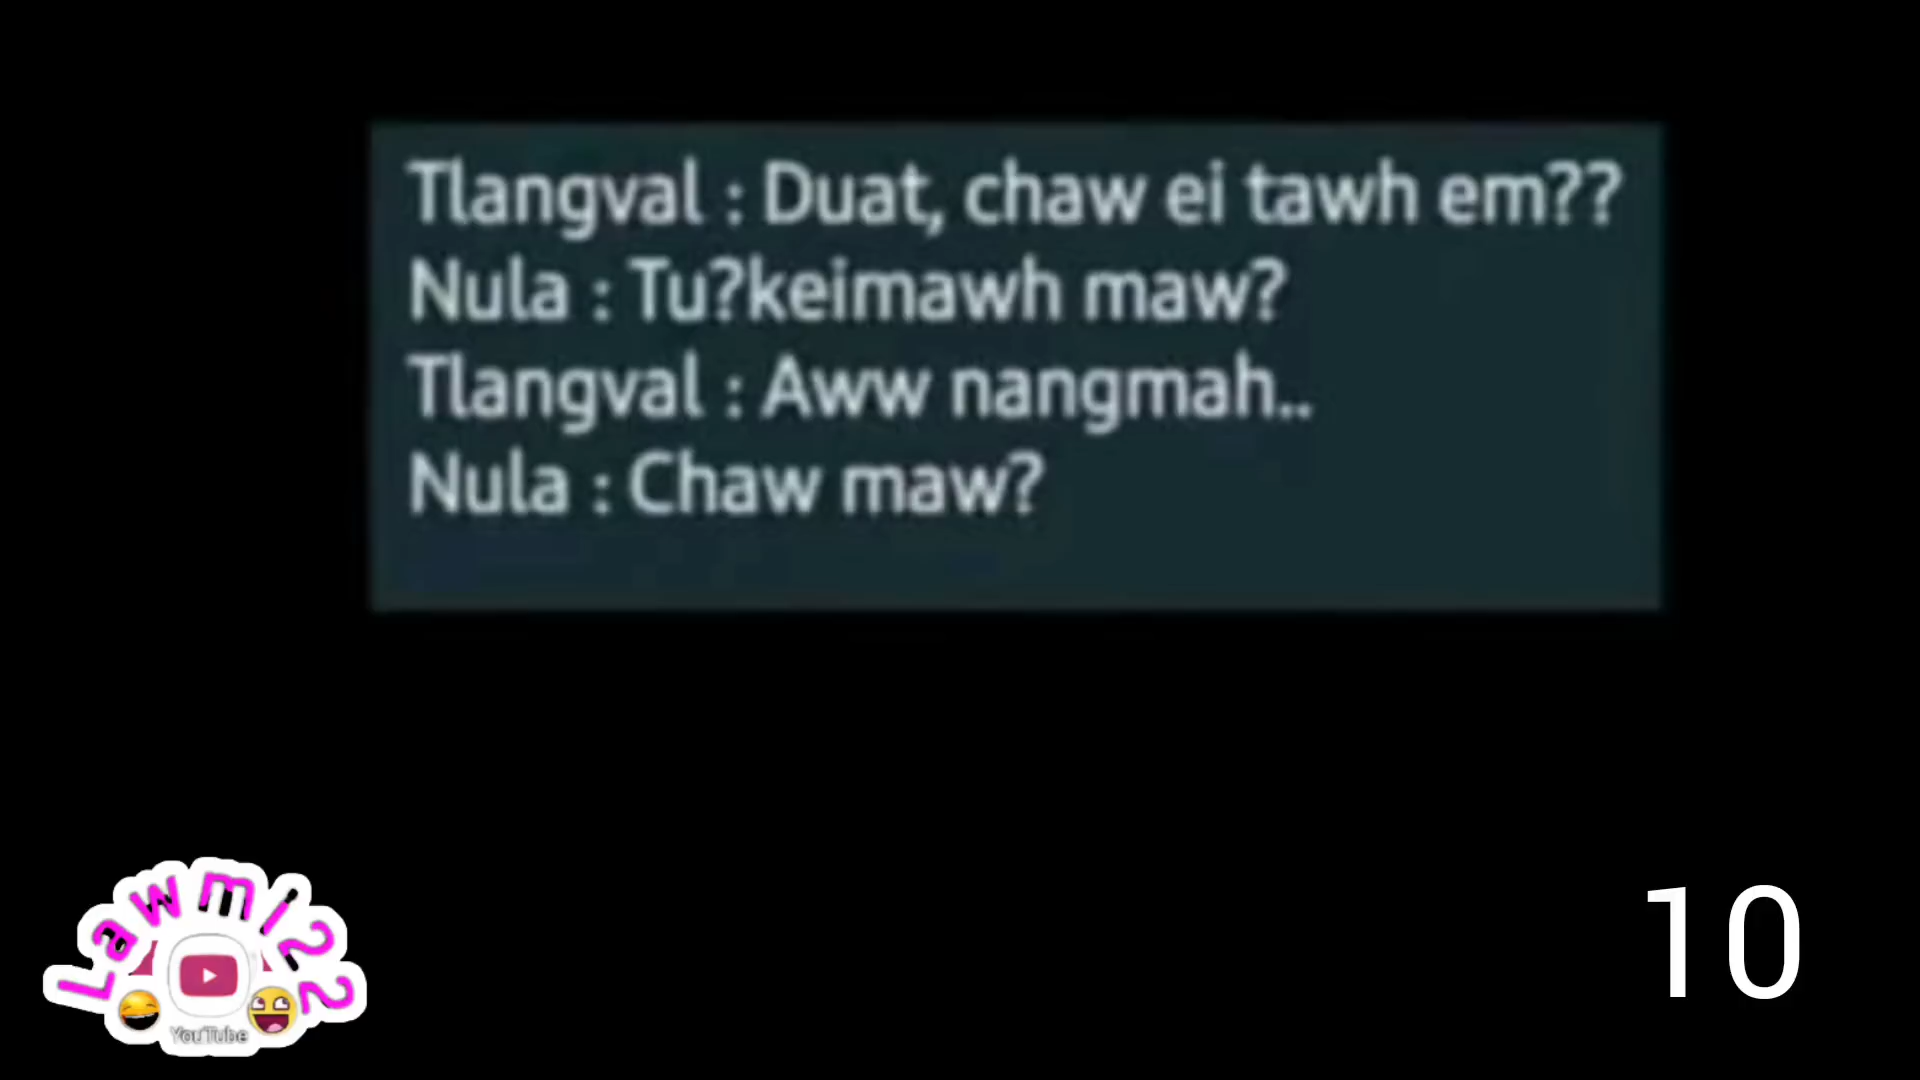 Tlangval : Duat, chaw ei tawh em??
Nula : Tu?keimawh maw?
Tlangval : Aww nangmah..
Nula : Chaw maw?
Lawmi22
YouTube
10